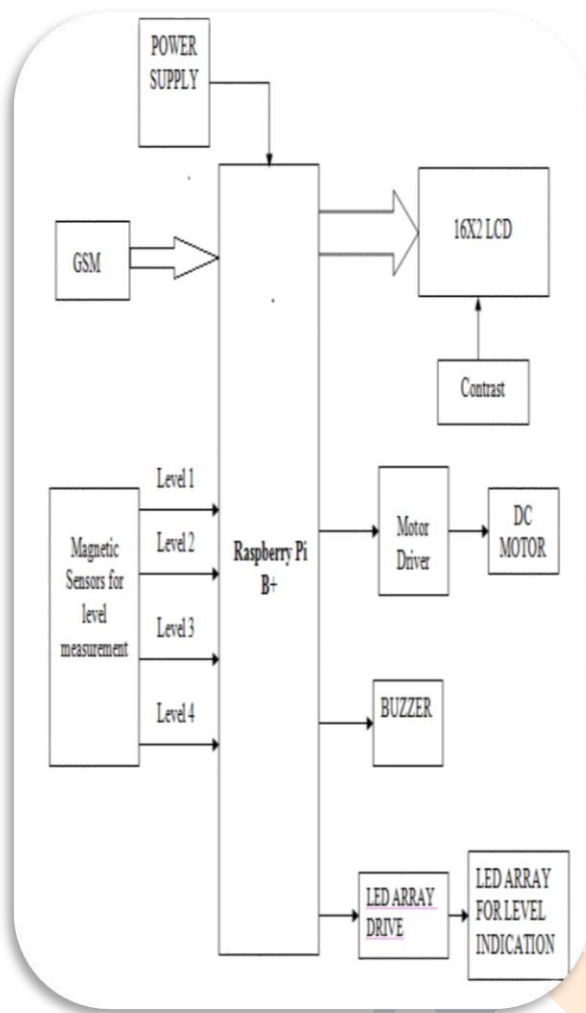 POWER
SUPPLY
GSM
16X2 LCD
Contrast
Level 1
Level 2
Level 3
Level 4
Magnetic
Sensors for
level
measurement
Raspberry Pi
B+
Motor
Driver
DC
MOTOR
BUZZER
LED ARRAY
DRIVE
LED ARRAY
FOR LEVEL
INDICATION